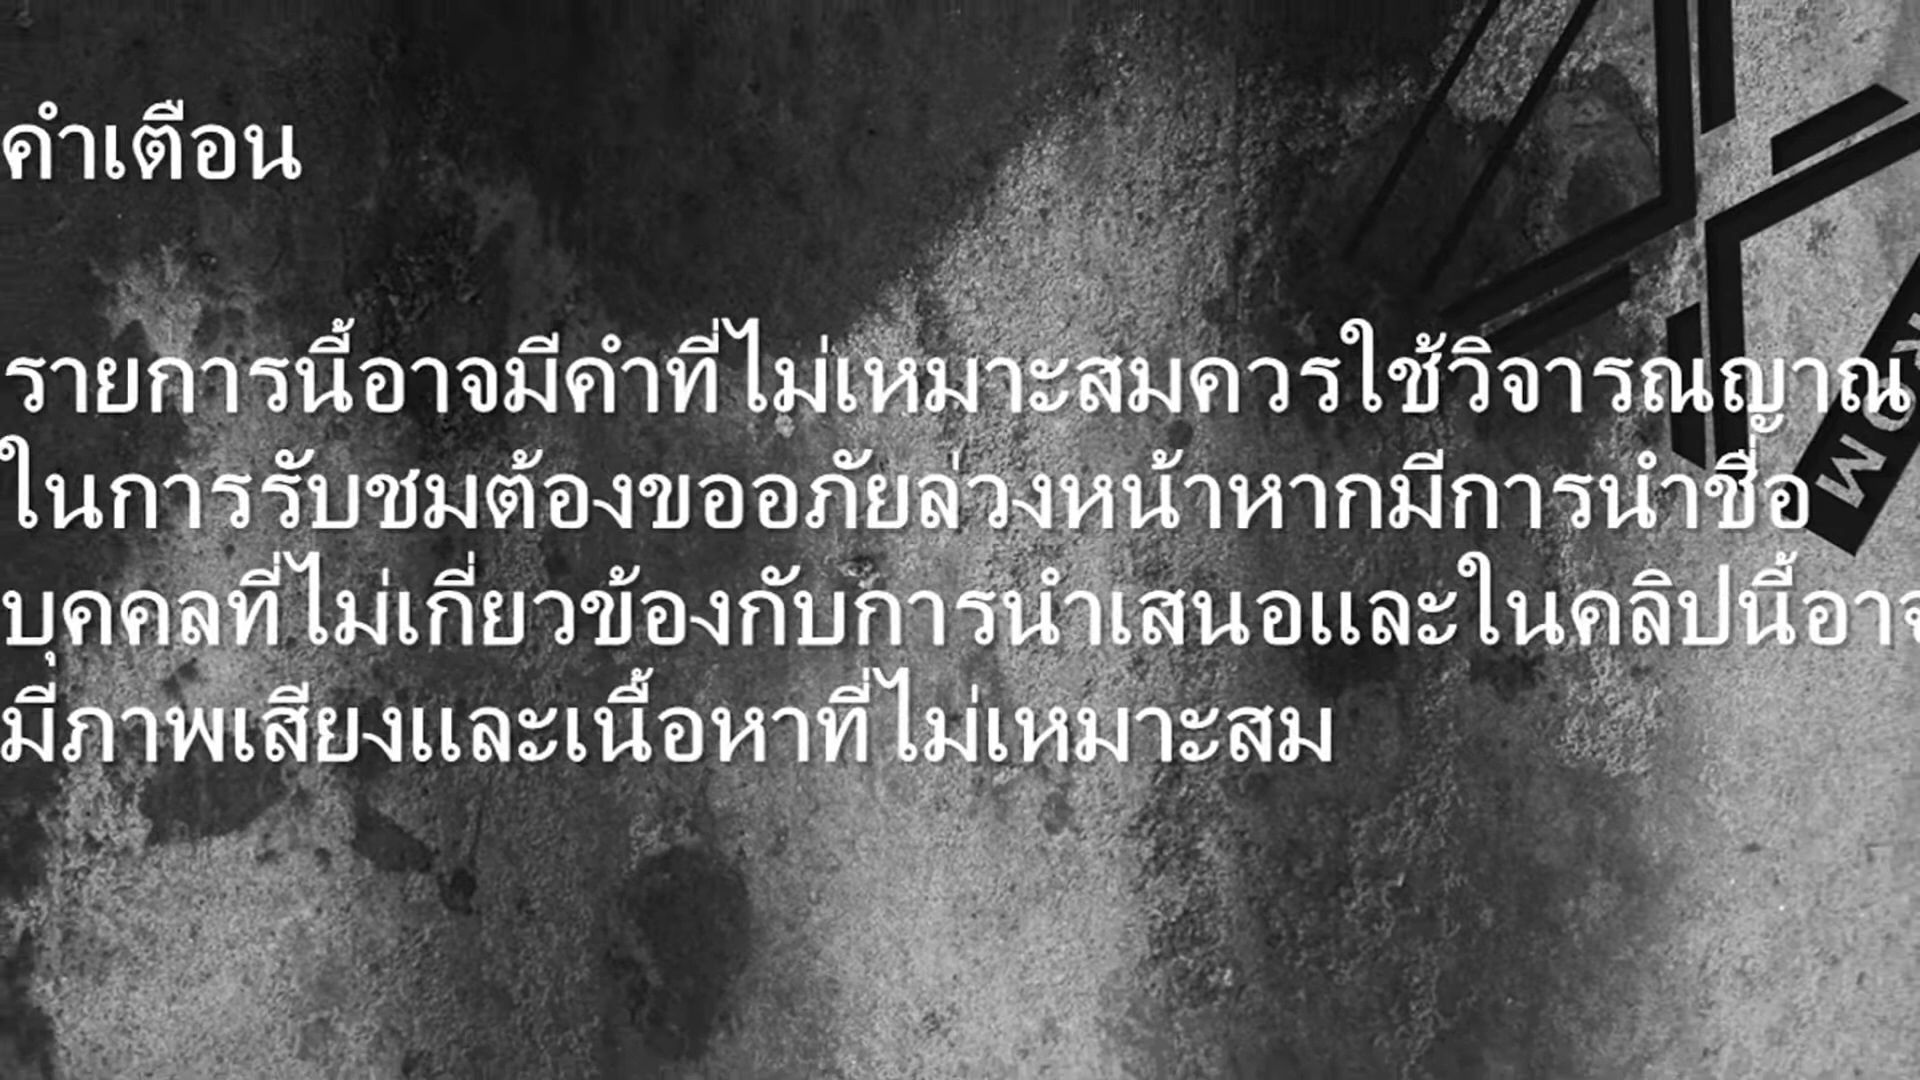 คำเตือน
รายการนี้อาจมีคำที่ไม่เหมาะสมควรใช้วิจารณญาณ
ในการรับชมต้องขออภัยล่วงหน้าหากมีการนำชื่อ
บุคคลที่ไม่เกี่ยวข้องกับการนำเสนอและในคลิปนี้อาจ
มีภาพเสียงและเนื้อหาที่ไม่เหมาะสม